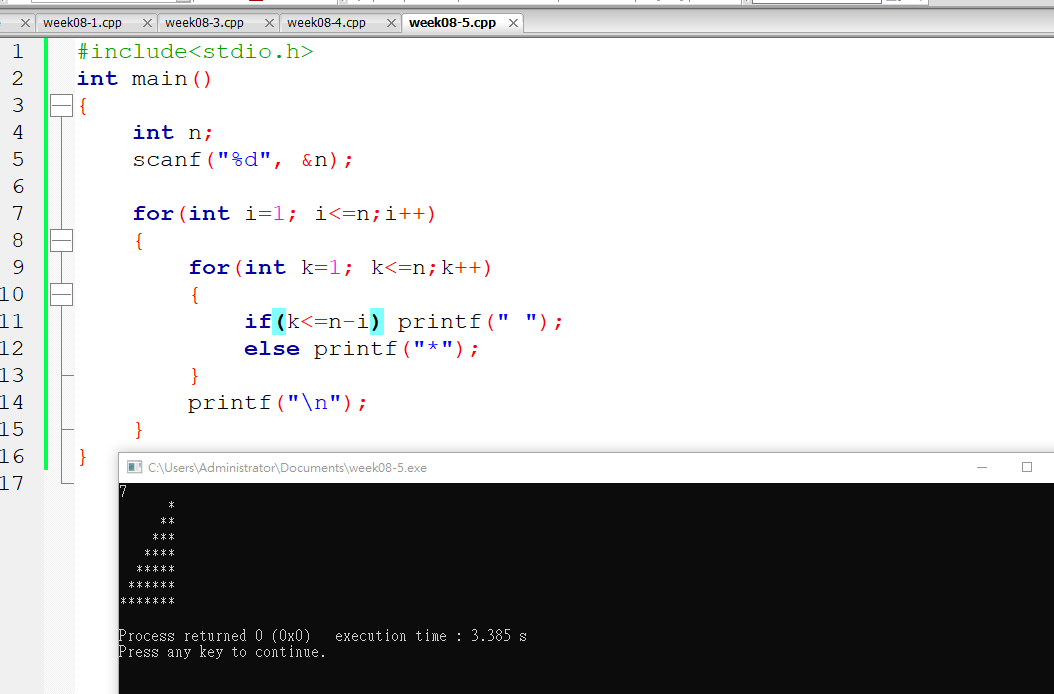 week08-1.cpp week08-3.cpp week08-4.cpp week08-5.cpp
1 #include<stdio.h>
2 int main()
3 {
4 int n;
5 scanf("%d", &n);
6
7 for(int i=1; i<=n;i++)
8 {
9 for(int k=1; k<=n;k++)
10 {
11 if(k<=n-i) printf(" ");
12 else printf("*");
13 }
14 printf("\n");
15 }
16 }
17
C:\Users\Administrator\Documents\week08-5.exe
7
      *
     **
    ***
   ****
  *****
 ******
*******
Process returned 0 (0x0)   execution time : 3.385 s
Press any key to continue.